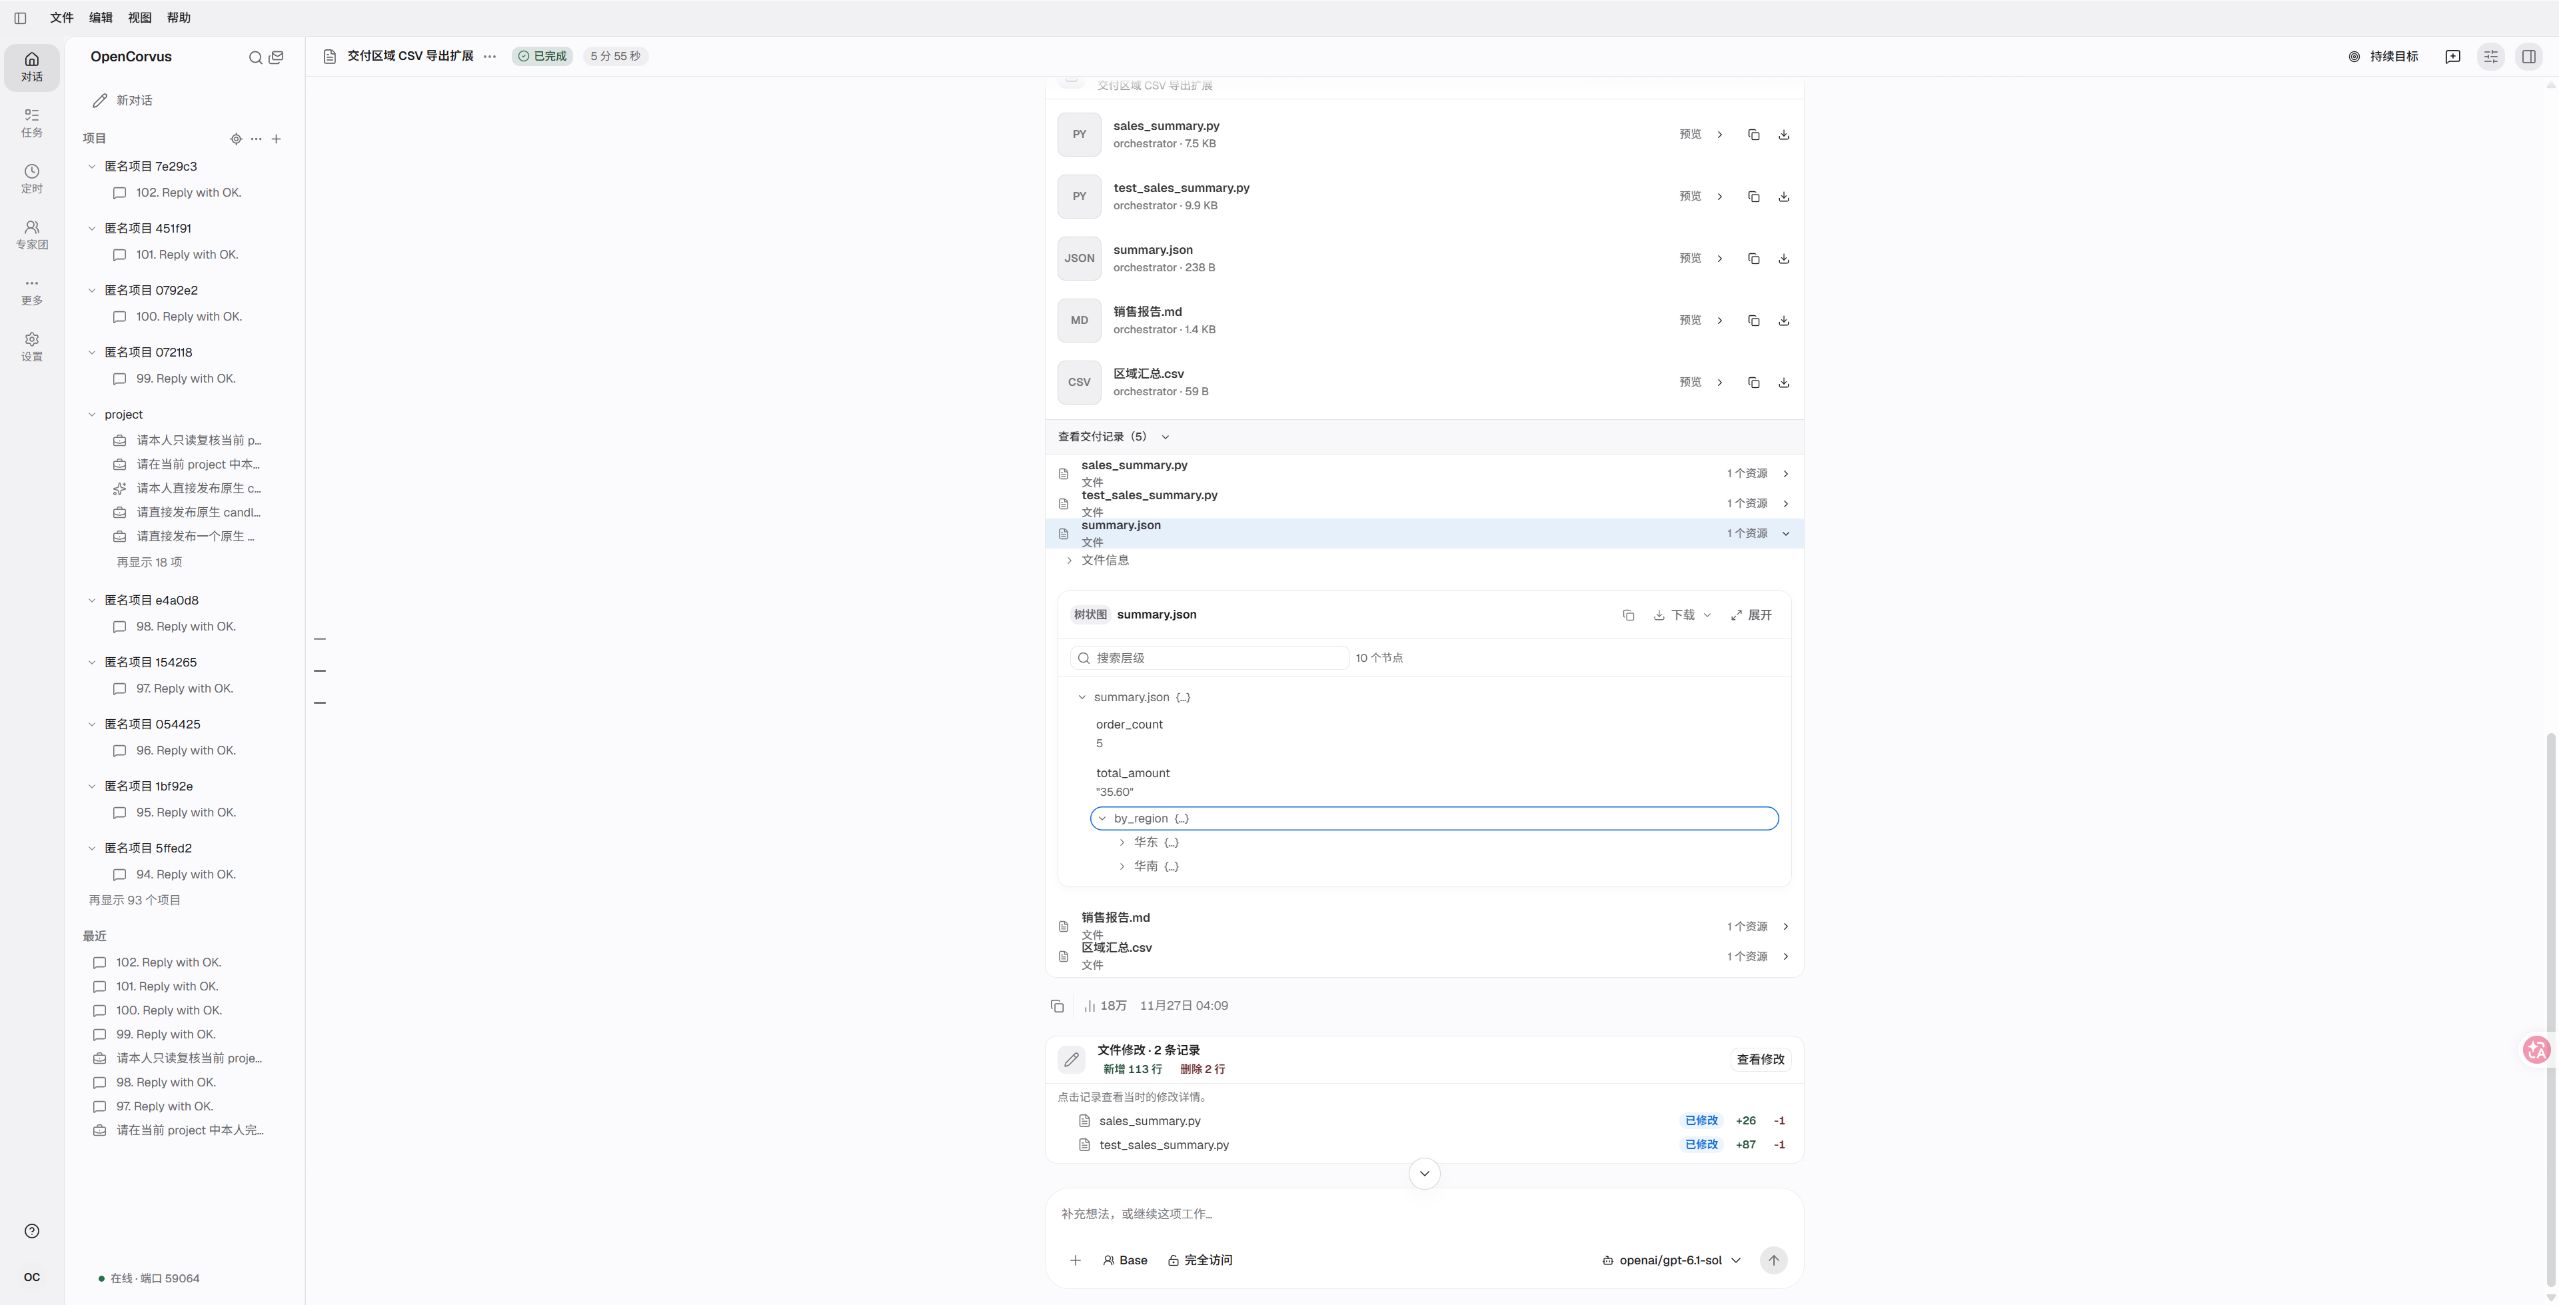 文件 编辑 视图 帮助
对话
任务
定时
专家团
更多
设置
OC
OpenCorvus
新对话
项目
匿名项目 7e29c3
102. Reply with OK.
匿名项目 451f91
101. Reply with OK.
匿名项目 0792e2
100. Reply with OK.
匿名项目 072118
99. Reply with OK.
project
请本人只读复核当前 p...
请在当前 project 中本...
请本人直接发布原生 c...
请直接发布原生 candl...
请直接发布一个原生 ...
再显示 18 项
匿名项目 e4a0d8
98. Reply with OK.
匿名项目 154265
97. Reply with OK.
匿名项目 054425
96. Reply with OK.
匿名项目 1bf92e
95. Reply with OK.
匿名项目 5ffed2
94. Reply with OK.
再显示 93 个项目
最近
102. Reply with OK.
101. Reply with OK.
100. Reply with OK.
99. Reply with OK.
请本人只读复核当前 proje...
98. Reply with OK.
97. Reply with OK.
请在当前 project 中本人完...
在线 · 端口 59064
交付区域 CSV 导出扩展 ... 已完成 5 分 55 秒 持续目标
交付区域 CSV 导出扩展
PY sales_summary.py 预览
orchestrator · 7.5 KB
PY test_sales_summary.py 预览
orchestrator · 9.9 KB
JSON summary.json 预览
orchestrator · 238 B
MD 销售报告.md 预览
orchestrator · 1.4 KB
CSV 区域汇总.csv 预览
orchestrator · 59 B
查看交付记录（5）
sales_summary.py 1 个资源
文件
test_sales_summary.py 1 个资源
文件
summary.json 1 个资源
文件
文件信息
树状图 summary.json 下载 展开
搜索层级 10 个节点
summary.json {...}
order_count
5
total_amount
"35.60"
by_region {...}
华东 {...}
华南 {...}
销售报告.md 1 个资源
文件
区域汇总.csv 1 个资源
文件
18万 11月27日 04:09
文件修改 · 2 条记录 查看修改
新增 113 行 删除 2 行
点击记录查看当时的修改详情。
sales_summary.py 已修改 +26 -1
test_sales_summary.py 已修改 +87 -1
补充想法，或继续这项工作...
Base 完全访问 openai/gpt-6.1-sol